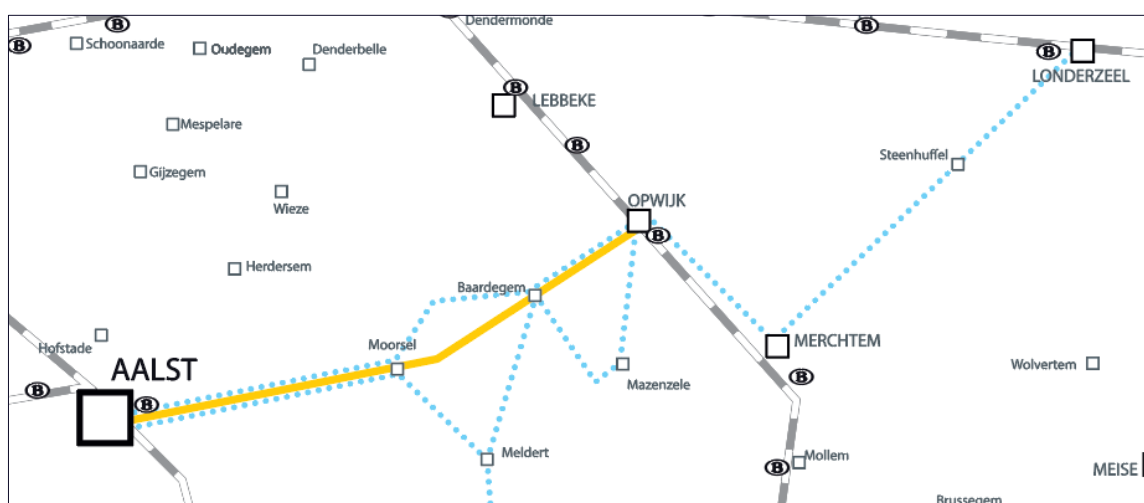 Dendermonde
B
B
B
B
Schoonaarde
Oudegem
Denderbelle
B
LONDERZEEL
B
LEBBEKE
Mespelare
B
Steenhuffel
Gijzegem
Wieze
OPWIJK
B
Herdersem
Baardegem
Hofstade
Moorsel
MERCHTEM
Wolvertem
AALST
B
B
Mazenzele
B
Meldert
B
Mollem
MEISE
Brussegem